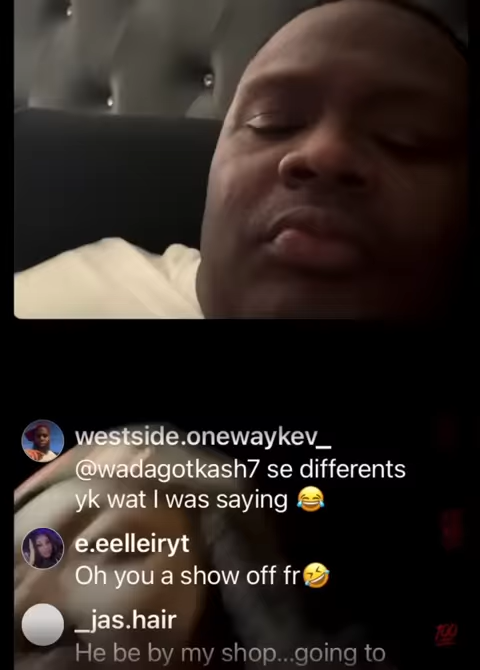 westside.onewaykev_
@wadagotkash7 se differents
yk wat I was saying 😂
e.eelleiryt
Oh you a show off fr🤣
_jas.hair
He be by my shop...going to
💯